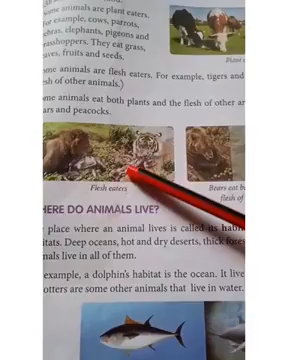 ome animals are plant eaters.
For example, cows, parrots,
ebras, elephants, pigeons and
rasshoppers. They eat grass,
aves, fruits and seeds.
Plant
ome animals are flesh eaters. For example, tigers and
esh of other animals.
ome animals eat both plants and the flesh of other
ars and peacocks.
Flesh eaters
Bears eat b
flesh of
HERE DO ANIMALS LIVE?
place where an animal lives is called its habit
itats. Deep oceans, hot and dry deserts, thick fores
mals live in all of them.
example, a dolphin's habitat is the ocean. It live
otters are some other animals that live in water.